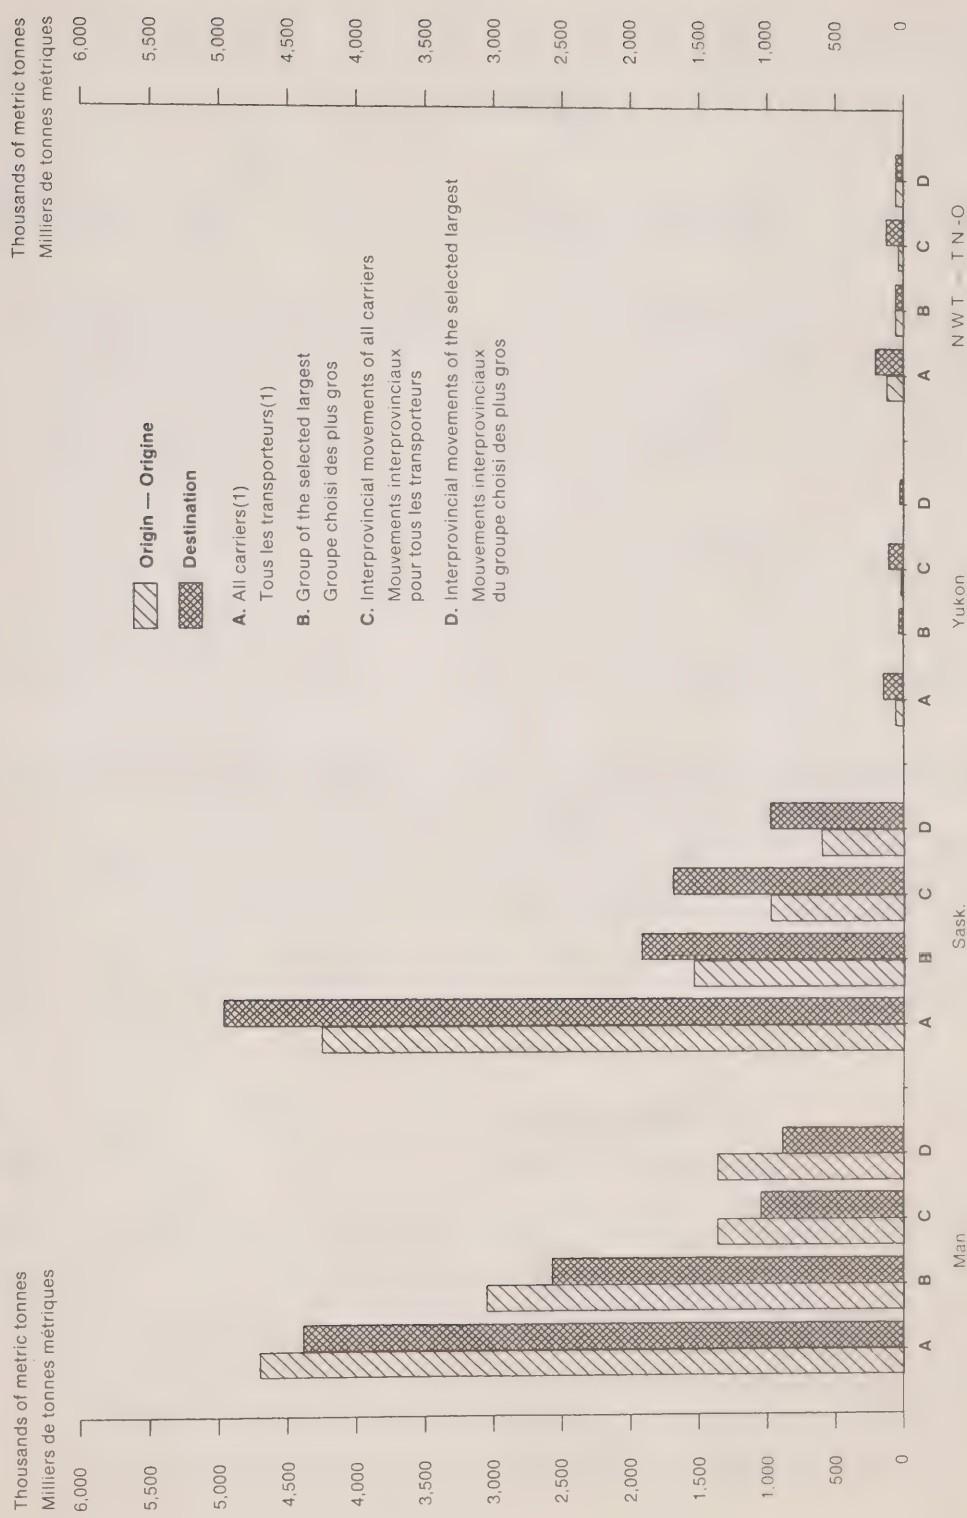 Thousands of metric tonnes
Milliers de tonnes métriques
6,000
5,500
5,000
4,500
4,000
3,500
3,000
2,500
2,000
1,500
1,000
500
0
Thousands of metric tonnes
Milliers de tonnes métriques
6,000
5,500
5,000
4,500
4,000
3,500
3,000
2,500
2,000
1,500
1,000
500
0
Origin — Origine
Destination
A. All carriers(1)
Tous les transporteurs(1)
B. Group of the selected largest
Groupe choisi des plus gros
C. Interprovincial movements of all carriers
Mouvements interprovinciaux
pour tous les transporteurs
D. Interprovincial movements of the selected largest
Mouvements interprovinciaux
du groupe choisi des plus gros
A B C D A B C D A B C D A B C D
Man Sask. Yukon NWT – TN-O